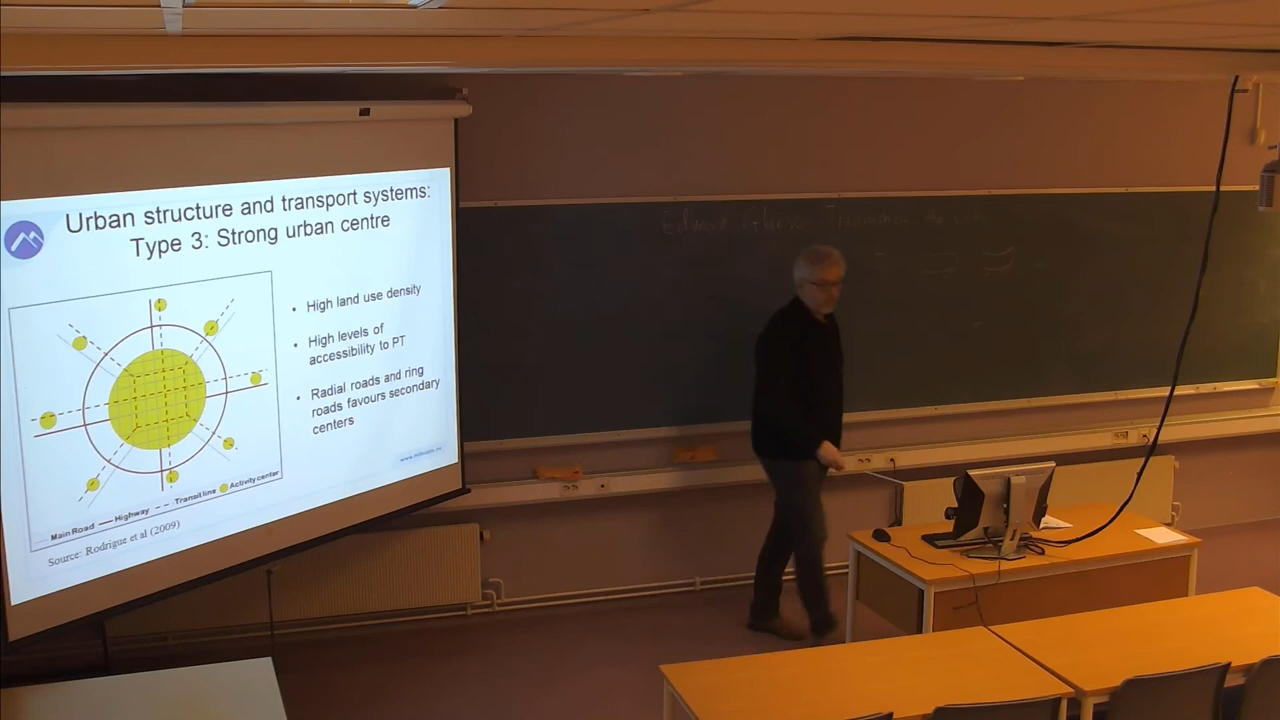 Urban structure and transport systems:
Type 3: Strong urban centre
• High land use density
• High levels of
accessibility to PT
• Radial roads and ring
roads favours secondary
centers
Main Road Highway Transit line Activity center
Source: Rodrigue et al (2009)